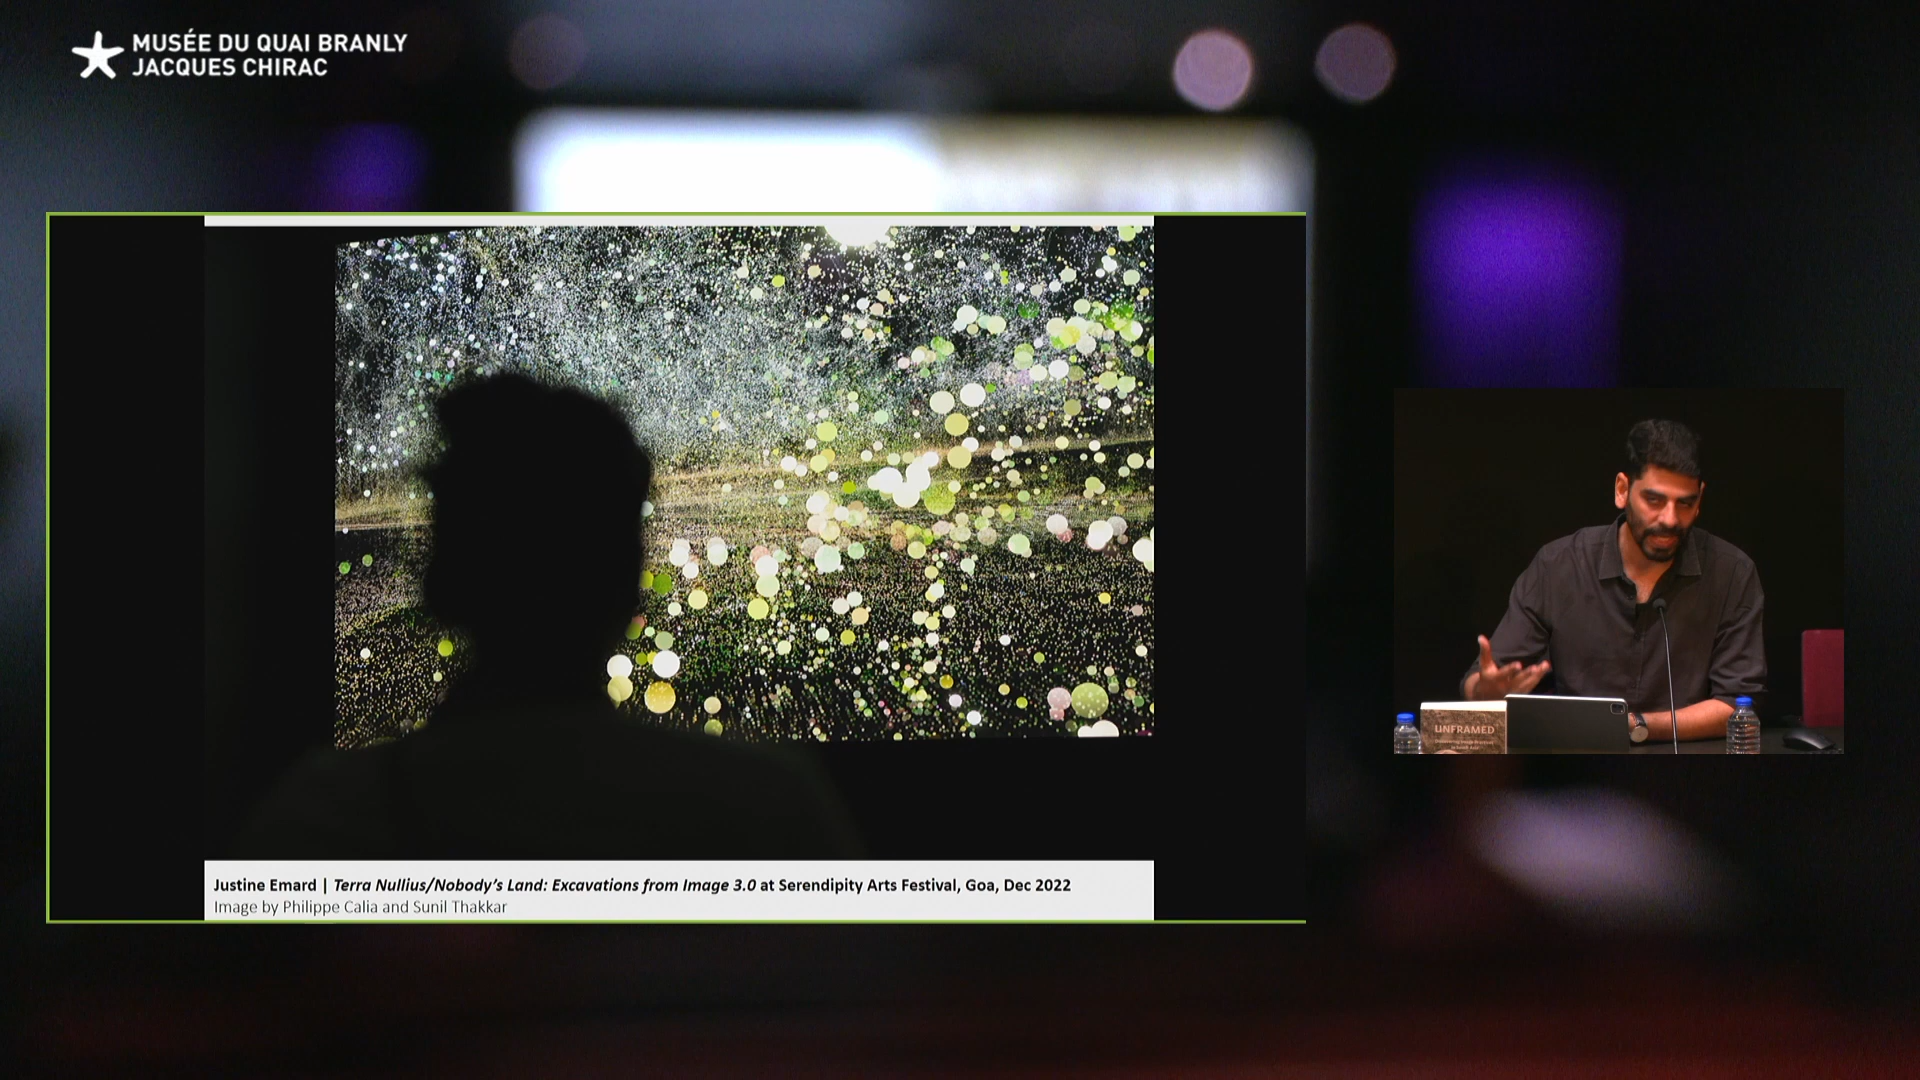 MUSÉE DU QUAI BRANLY
JACQUES CHIRAC
Justine Emard | Terra Nullius/Nobody's Land: Excavations from Image 3.0 at Serendipity Arts Festival, Goa, Dec 2022
Image by Philippe Calia and Sunil Thakkar
UNFRAMED